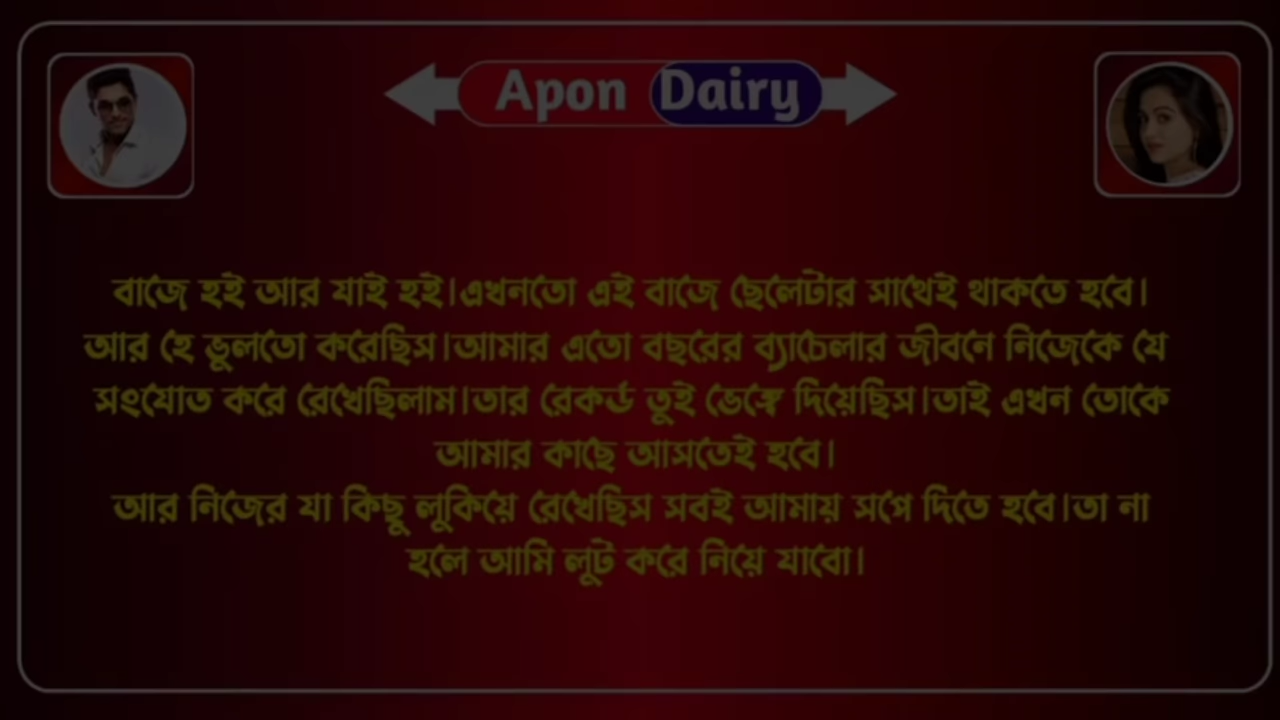 Apon Dairy
বাজে হই আর যাই হই।এখনতো এই বাজে ছেলেটার সাথেই থাকতে হবে।
আর হে ভুলতো করেছিস।আমার এতো বছরের ব্যাচেলার জীবনে নিজেকে যে
সংযোত করে রেখেছিলাম।তার রেকর্ড তুই ভেঙ্গে দিয়েছিস।তাই এখন তোকে
আমার কাছে আসতেই হবে।
আর নিজের যা কিছু লুকিয়ে রেখেছিস সবই আমায় সপে দিতে হবে।তা না
হলে আমি লুট করে নিয়ে যাবো।